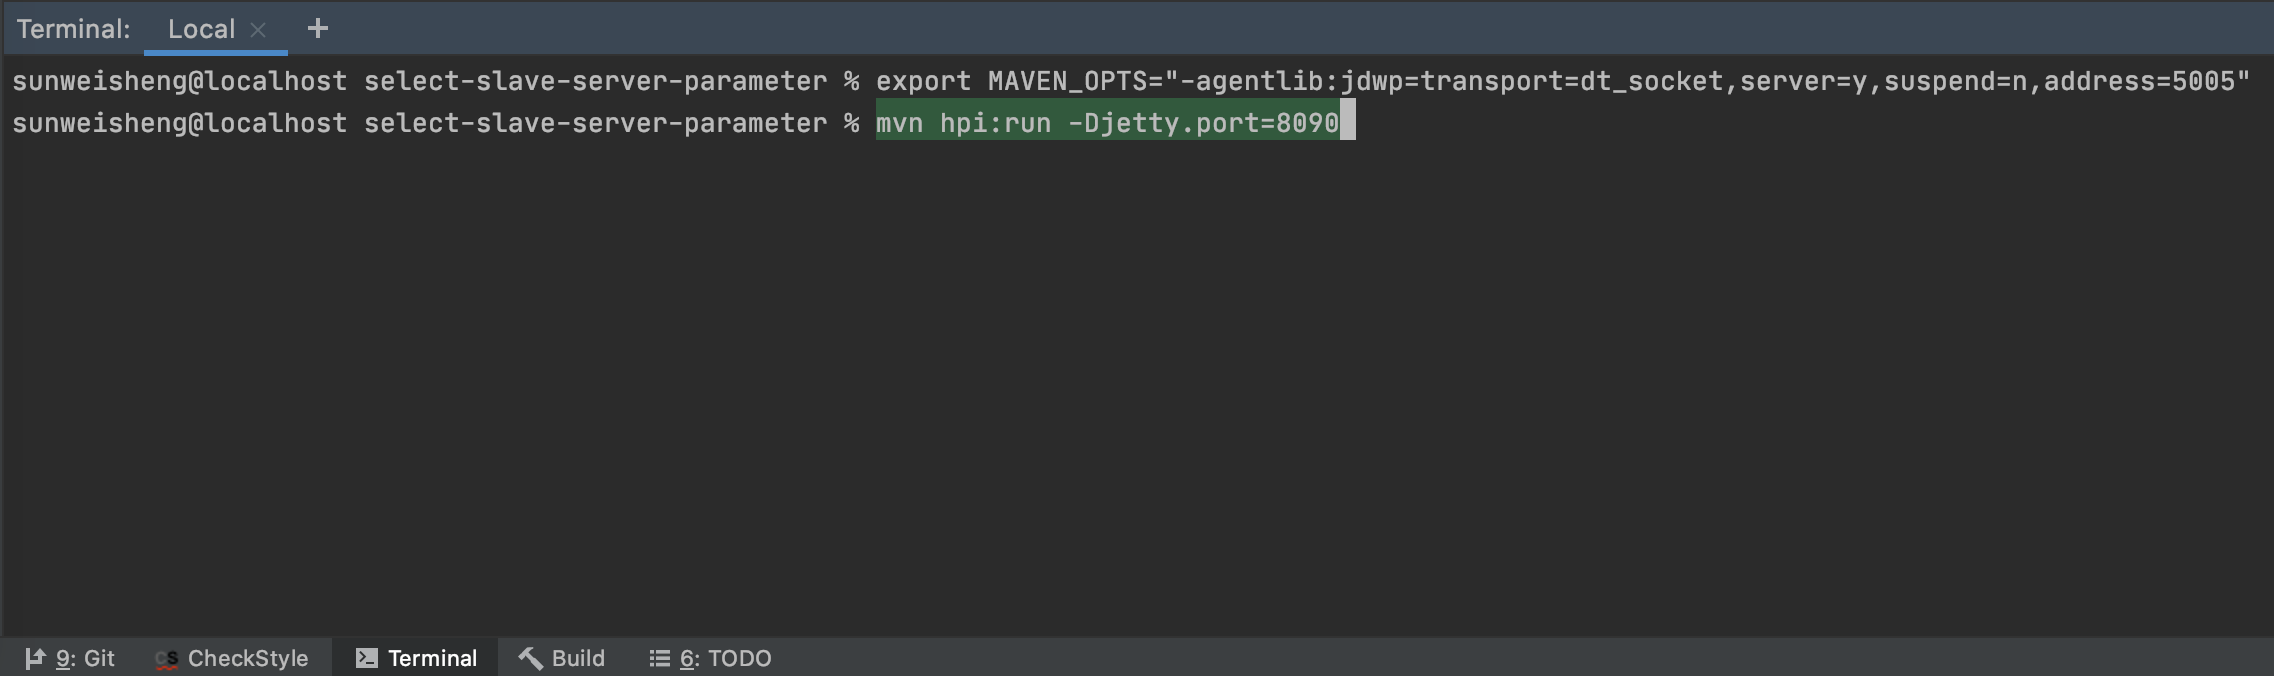 Terminal: Local × +
sunweisheng@localhost select-slave-server-parameter % export MAVEN_OPTS="-agentlib:jdwp=transport=dt_socket,server=y,suspend=n,address=5005"
sunweisheng@localhost select-slave-server-parameter % mvn hpi:run -Djetty.port=8090
9: Git CS CheckStyle Terminal Build 6: TODO